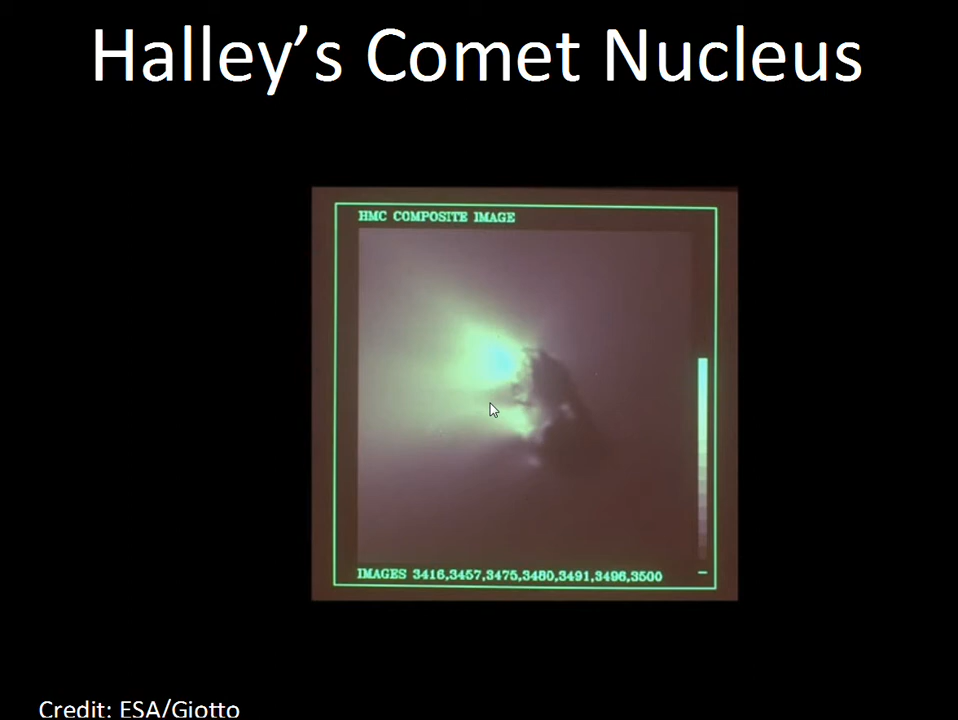 Halley’s Comet Nucleus
HMC COMPOSITE IMAGE
IMAGES 3416,3457,3475,3480,3491,3496,3500
Credit: ESA/Giotto